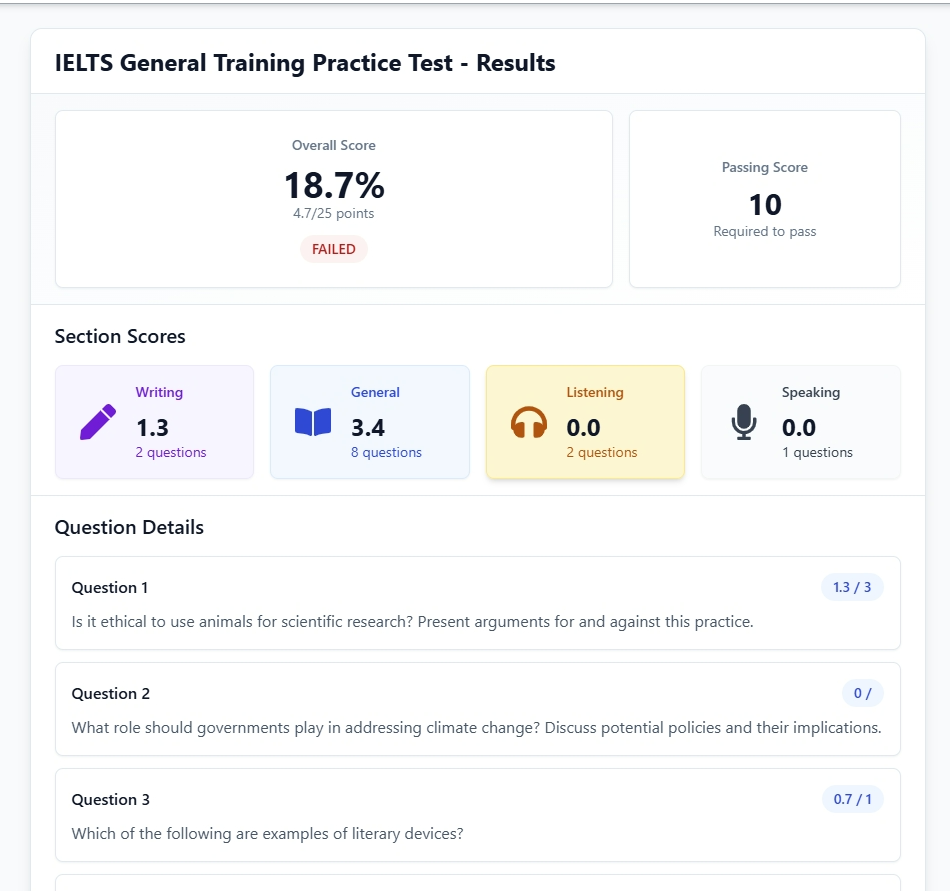 IELTS General Training Practice Test - Results
Overall Score
18.7%
4.7/25 points
FAILED
Passing Score
10
Required to pass
Section Scores
Writing
1.3
2 questions
General
3.4
8 questions
Listening
0.0
2 questions
Speaking
0.0
1 questions
Question Details
Question 1
1.3 / 3
Is it ethical to use animals for scientific research? Present arguments for and against this practice.
Question 2
0 /
What role should governments play in addressing climate change? Discuss potential policies and their implications.
Question 3
0.7 / 1
Which of the following are examples of literary devices?